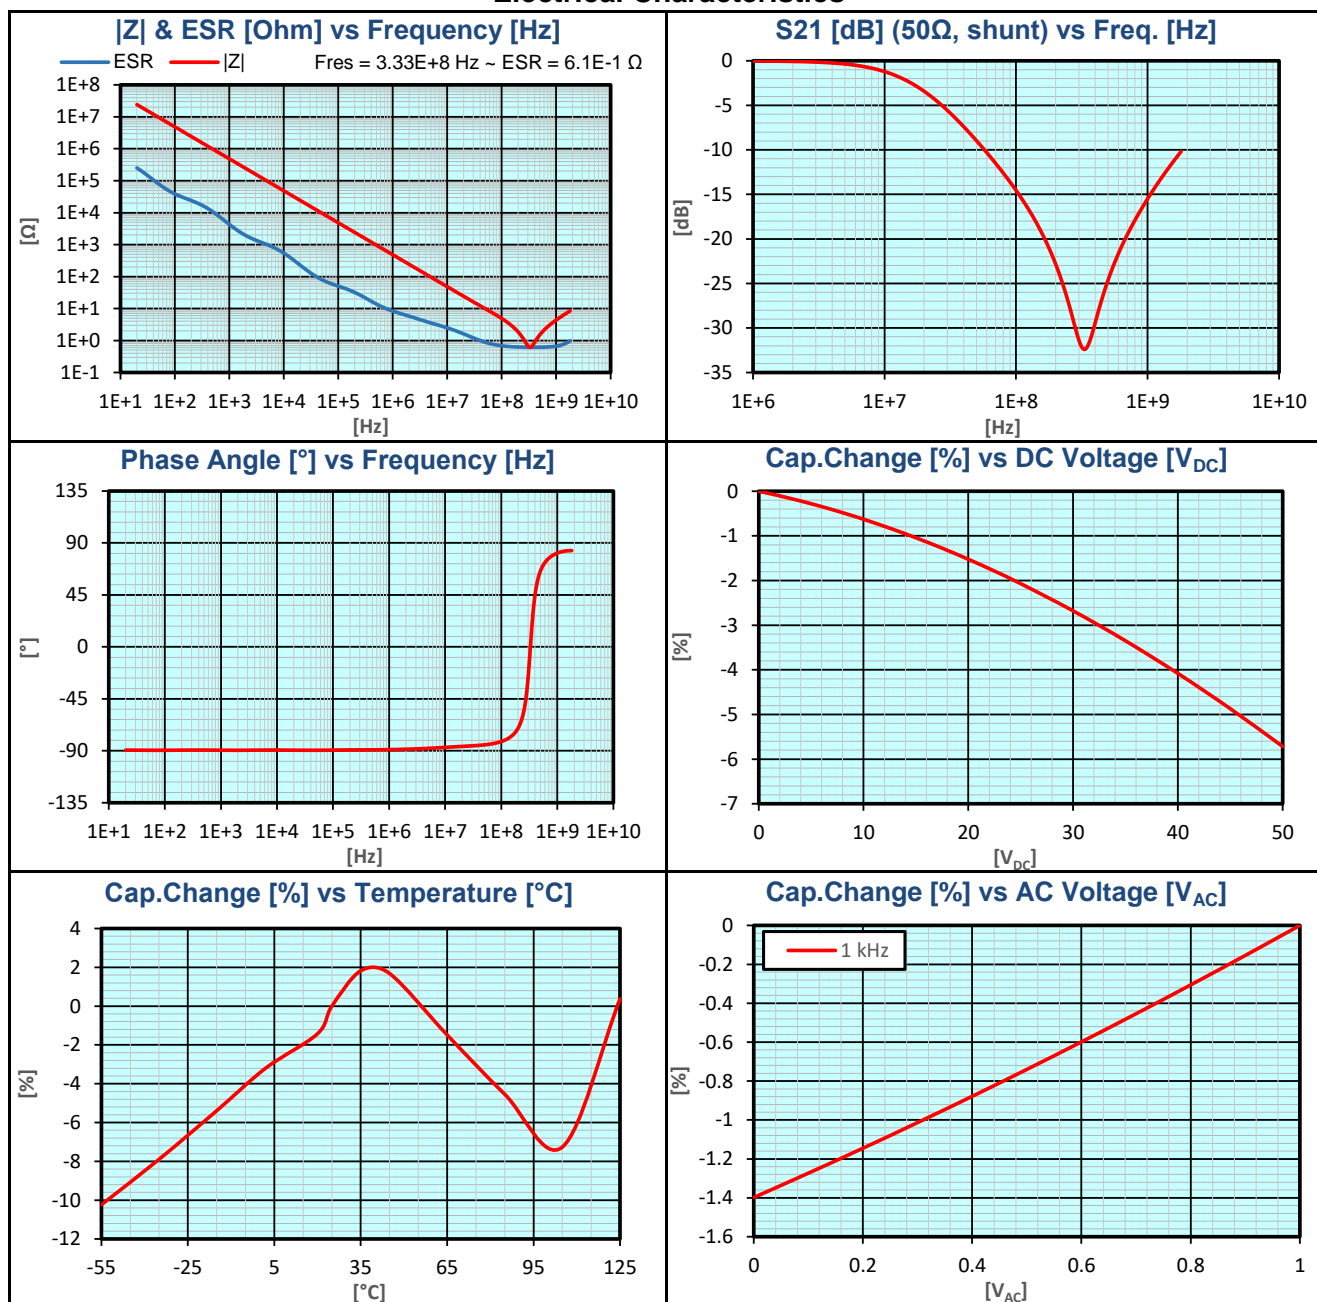 |Z| & ESR [Ohm] vs Frequency [Hz]
ESR |Z| Fres = 3.33E+8 Hz ~ ESR = 6.1E-1 Ω
1E+8
1E+7
1E+6
1E+5
1E+4
1E+3
1E+2
1E+1
1E+0
1E-1
[Ω]
1E+1 1E+2 1E+3 1E+4 1E+5 1E+6 1E+7 1E+8 1E+9 1E+10
[Hz]
S21 [dB] (50Ω, shunt) vs Freq. [Hz]
0
-5
-10
-15
-20
-25
-30
-35
[dB]
1E+6 1E+7 1E+8 1E+9 1E+10
[Hz]
Phase Angle [°] vs Frequency [Hz]
135
90
45
0
-45
-90
-135
[°]
1E+1 1E+2 1E+3 1E+4 1E+5 1E+6 1E+7 1E+8 1E+9 1E+10
[Hz]
Cap.Change [%] vs DC Voltage [VDC]
0
-1
-2
-3
-4
-5
-6
-7
[%]
0 10 20 30 40 50
[VDC]
Cap.Change [%] vs Temperature [°C]
4
2
0
-2
-4
-6
-8
-10
-12
[%]
-55 -25 5 35 65 95 125
[°C]
Cap.Change [%] vs AC Voltage [VAC]
1 kHz
0
-0.2
-0.4
-0.6
-0.8
-1
-1.2
-1.4
-1.6
[%]
0 0.2 0.4 0.6 0.8 1
[VAC]